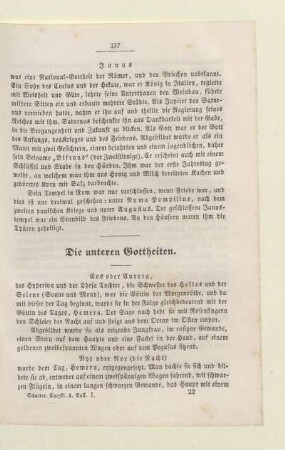 337
Janus
war eine National-Gottheit der Römer, und den Griechen unbekannt.
Ein Sohn des Coelus und der Hekate, war er König in Italien, regierte
mit Weisheit und Güte, lehrte seine Unterthanen den Weinbau, führte
mildere Sitten ein und erbaute mehrere Städte. Als Jupiter den Satur-
nus vertrieben hatte, nahm er ihn auf und theilte die Regierung seines
Reiches mit ihm. Saturnus beschenkte ihn aus Dankbarkeit mit der Gabe,
in die Vergangenheit und Zukunft zu blicken. Als Gott war er der Gott
des Anfangs, des Krieges und des Friedens. Abgebildet wurde er als ein
Mann mit zwei Gesichtern, einem jugendlichen und einem bejahrten, daher
sein Beiname „Bifrons" (der Zweistirnige). Es erscheint auch mit einem
Schlüssel und Stabe in den Händen. Ihm war der erste Jahrestag ge-
weiht, an welchem man ihm aus Honig und Milch bereitete Kuchen und
gedörrtes Korn mit Salz darbrachte.
Sein Tempel in Rom war nur verschlossen, wenn Friede war, und
dies ist nur dreimal geschehen: unter Numa Pompilius, nach dem
zweiten punischen Kriege und unter Augustus. Der geschlossene Janus-
tempel war ein Sinnbild des Friedens. An den Häusern waren ihm die
Thüren geheiligt.
Die unteren Gottheiten.
Eos oder Aurora,
des Hyperion und der Theia Tochter, die Schwester des Helios und der
Selene (Sonne und Mond), war die Göttin der Morgenröthe, und da
mit dieser der Tag beginnt, wurde sie in der Folge gleichbedeutend mit der
Göttin des Tages, Hemera. Der Sage nach hebt sie mit Rosenfingern
den Schleier der Nacht auf und steigt aus dem Ocean im Osten empor.
Abgebildet wurde sie als reizende Jungfrau, im rosigen Gewande,
einen Stern auf dem Haupte und eine Fackel in der Hand, auf einem
goldenen zweispännigen Wagen oder auf dem Pegasus sitzend.
Nyx oder Nox (die Nacht)
wurde dem Tag, Hemera, entgegengesetzt. Man dachte sie sich und bil-
dete sie ab, entweder auf einem zweispännigen Wagen fahrend, mit schwar-
zen Flügeln, in einem langen schwarzen Gewande, das Haupt mit einem
22